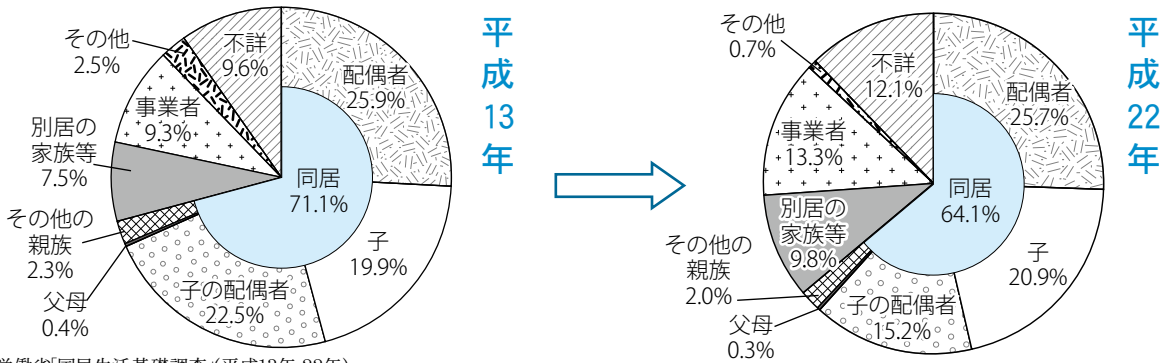 平成13年
配偶者
25.9%
子
19.9%
子の配偶者
22.5%
父母
0.4%
その他の
親族
2.3%
別居の
家族等
7.5%
事業者
9.3%
その他
2.5%
不詳
9.6%
同居
71.1%
平成22年
配偶者
25.7%
子
20.9%
子の配偶者
15.2%
父母
0.3%
その他の
親族
2.0%
別居の
家族等
9.8%
事業者
13.3%
その他
0.7%
不詳
12.1%
同居
64.1%